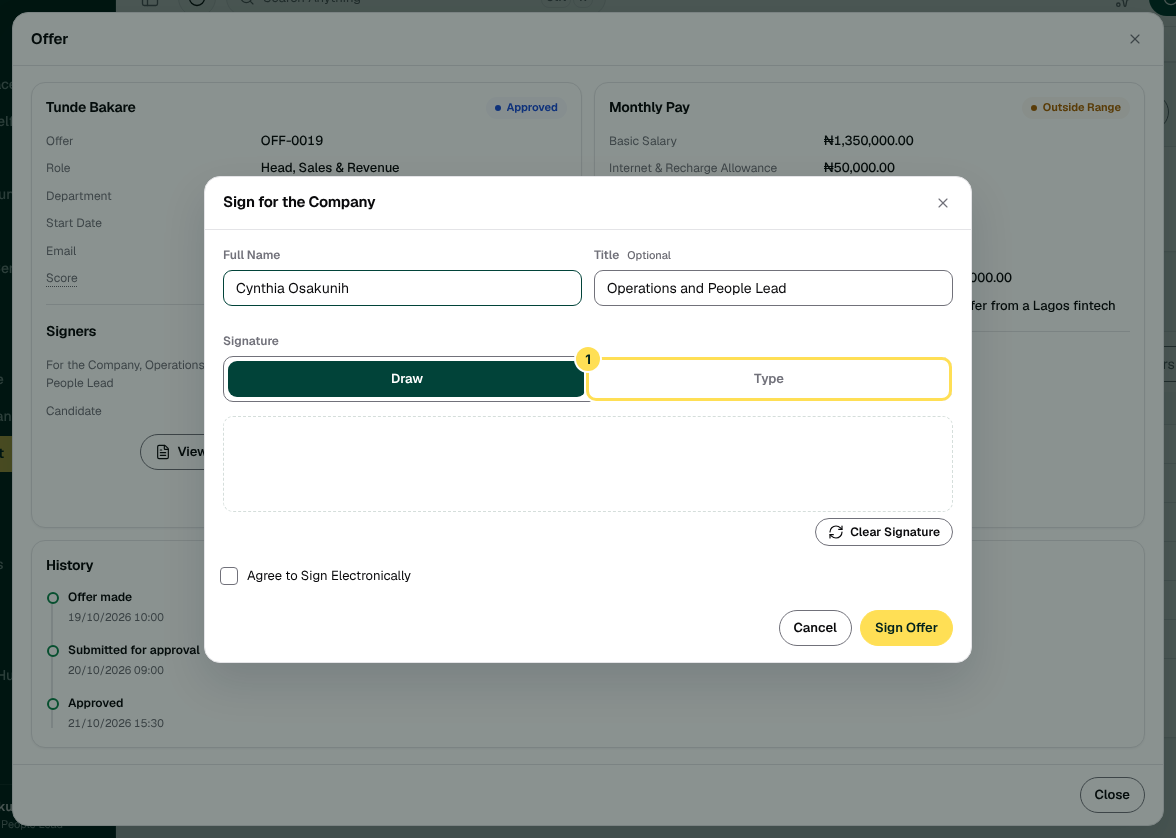 Offer
Tunde Bakare
Approved
Offer
OFF-0019
Role
Head, Sales & Revenue
Department
Start Date
Email
Score
Signers
For the Company, Operations
People Lead
Candidate
View
Monthly Pay
Outside Range
Basic Salary
₦1,350,000.00
Internet & Recharge Allowance
₦50,000.00
000.00
fer from a Lagos fintech
Sign for the Company
Full Name
Title Optional
Cynthia Osakunih
Operations and People Lead
Signature
1
Draw
Type
Clear Signature
Agree to Sign Electronically
Cancel
Sign Offer
History
Offer made
19/10/2026 10:00
Submitted for approval
20/10/2026 09:00
Approved
21/10/2026 15:30
Close
People Lead